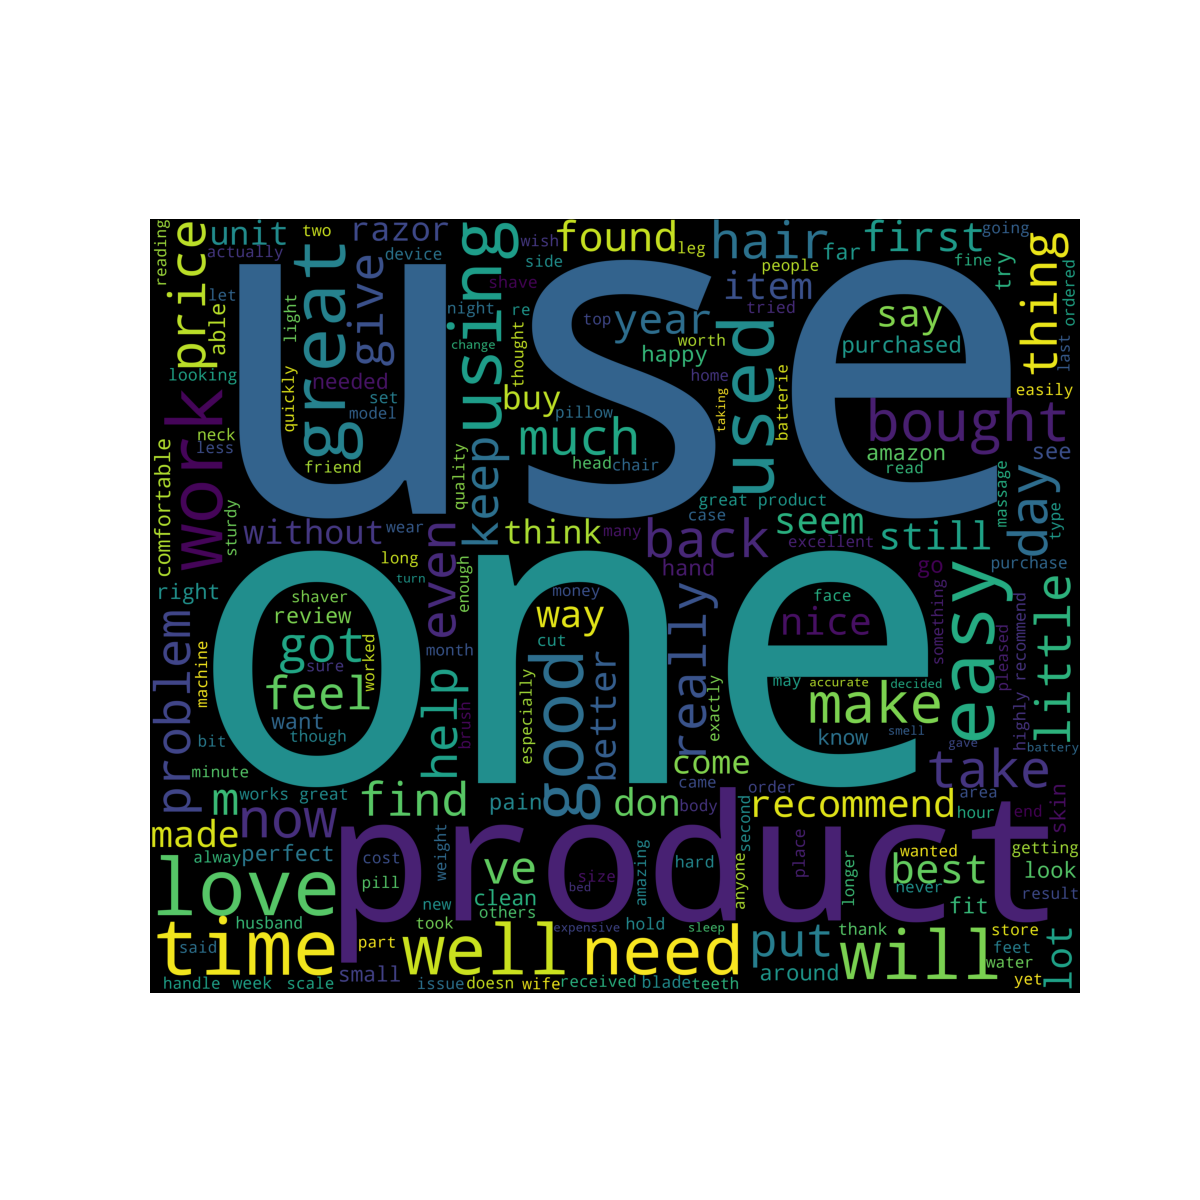 use
one
product
reading
price
unit
two
razor
using
wish
found
leg
hair
far
first
going
fine
try
thing
ordered
last
actually
device
side
people
let
able
light
great
give
shave
item
tried
night
re
top
year
used
say
change
thought
worth
purchased
happy
looking
quickly
needed
home
set
model
buy
pillow
taking
batterie
easily
work
bought
neck
less
much
amazon
see
keep
friend
head
chair
read
quality
comfortable
sturdy
great product
massage
day
type
without
wear
case
seem
think
many
back
still
excellent
even
long
hand
go
purchase
right
turn
enough
shaver
money
face
easy
little
problem
review
way
nice
something
got
worked
month
cut
really
sure
machine
feel
help
good
better
may
accurate
decided
pleased
highly recommend
want
brush
especially
exactly
make
bit
though
know
smell
gave
battery
minute
come
take
m
works great
find
pain
don
came
order
body
recommend
area
hour
end
skin
now
made
second
alway
perfect
cost
weight
ve
hard
place
wanted
getting
amazing
anyone
longer
best
never
look
love
pill
clean
size
bed
result
husband
new
others
fit
took
expensive
hold
sleep
thank
store
time
said
part
well
need
put
will
feet
lot
small
around
water
handle
week
scale
issue
doesn
wife
received
blade
teeth
yet